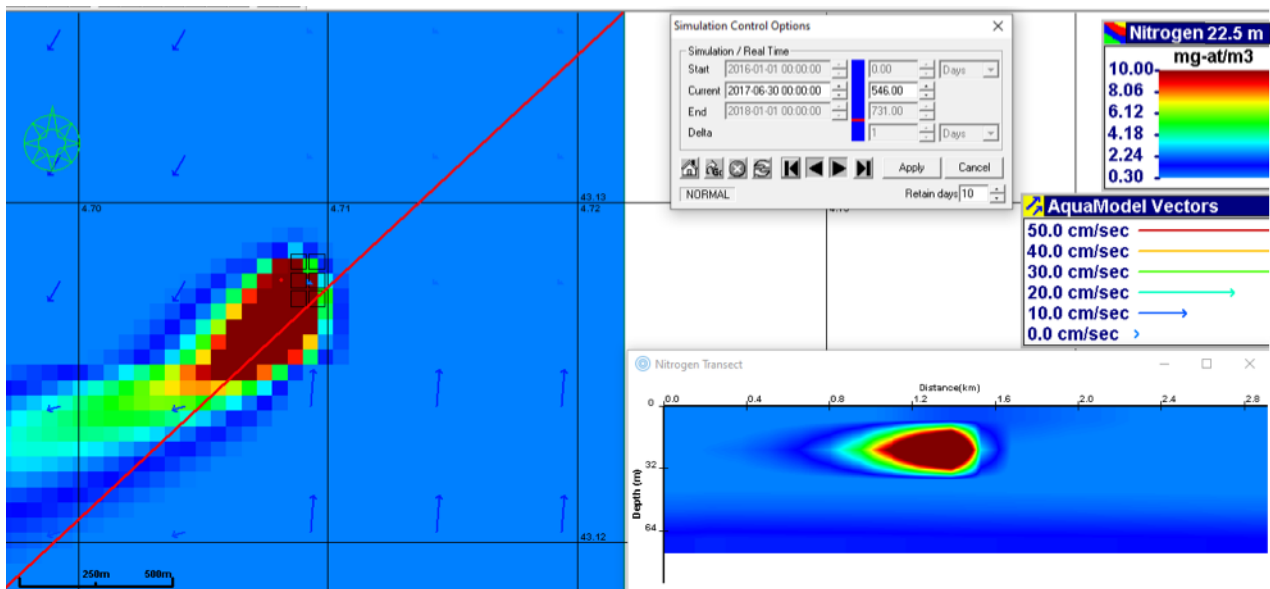 Simulation Control Options
Simulation / Real Time
Start 2016-01-01 00:00:00 0.00 Days
Current 2017-06-30 00:00:00 546.00
End 2018-01-01 00:00:00 731.00
Delta 1 Days
Apply Cancel
NORMAL Retain days 10
Nitrogen 22.5 m
mg-at/m3
10.00
8.06
6.12
4.18
2.24
0.30
AquaModel Vectors
50.0 cm/sec
40.0 cm/sec
30.0 cm/sec
20.0 cm/sec
10.0 cm/sec
0.0 cm/sec
43.13
4.70 4.71 4.72
43.12
250m 500m
Nitrogen Transect
Distance(km)
0 0.0 0.4 0.8 1.2 1.6 2.0 2.4 2.8
32
64
Depth (m)